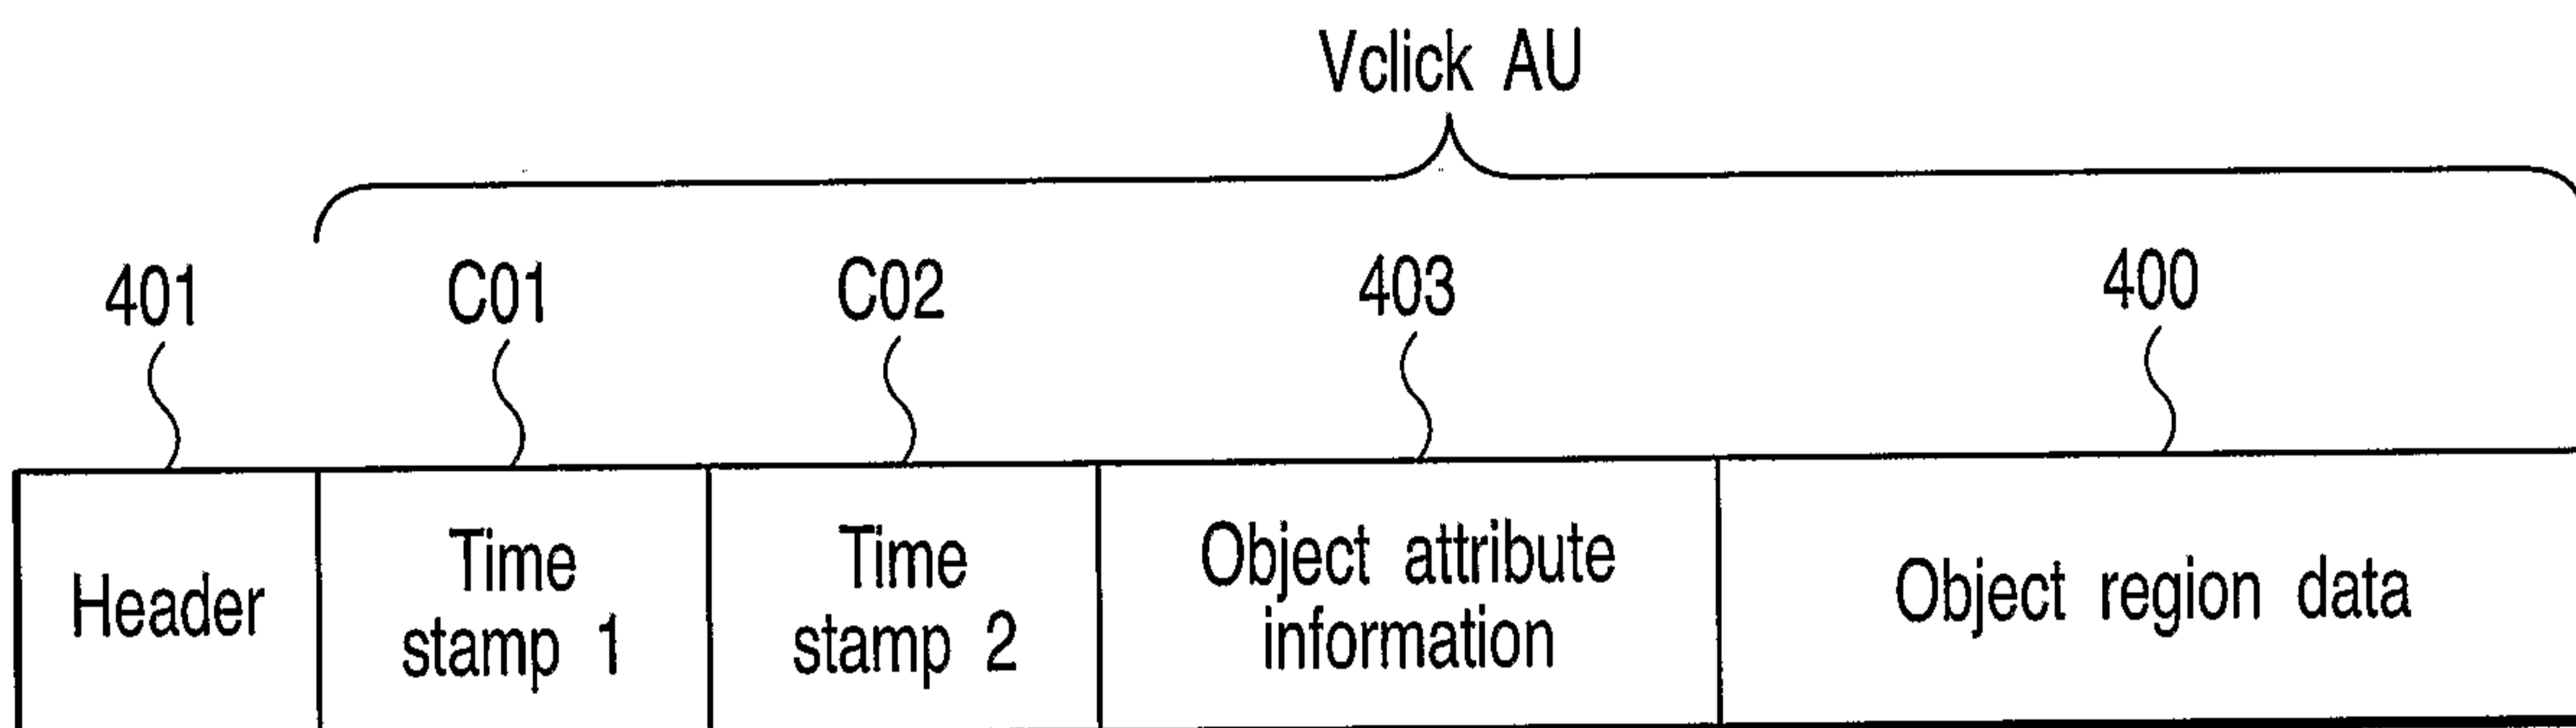 Vclick AU
401 C01 C02 403 400
Header
Time
stamp 1
Time
stamp 2
Object attribute
information
Object region data